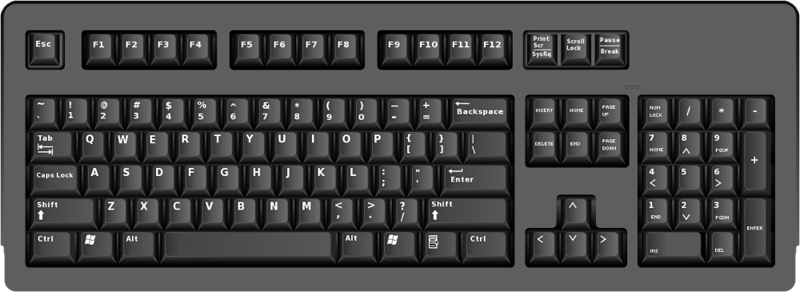 Esc F1 F2 F3 F4 F5 F6 F7 F8 F9 F10 F11 F12 Print Scr SysRq Scroll Lock Pause Break
~ ` ! 1 @ 2 # 3 $ 4 % 5 ^ 6 & 7 * 8 ( 9 ) 0 — - + = Backspace INSERT HOME PAGE UP NUM LOCK / * -
Tab Q W E R T Y U I O P { [ } ] | \ DELETE END PAGE DOWN 7 HOME 8 9 PGUP +
Caps Lock A S D F G H J K L : ; " ' Enter 4 5 6
Shift Z X C V B N M < , > . ? / Shift 1 END 2 3 PGDN ENTER
Ctrl Alt Alt Ctrl INS DEL